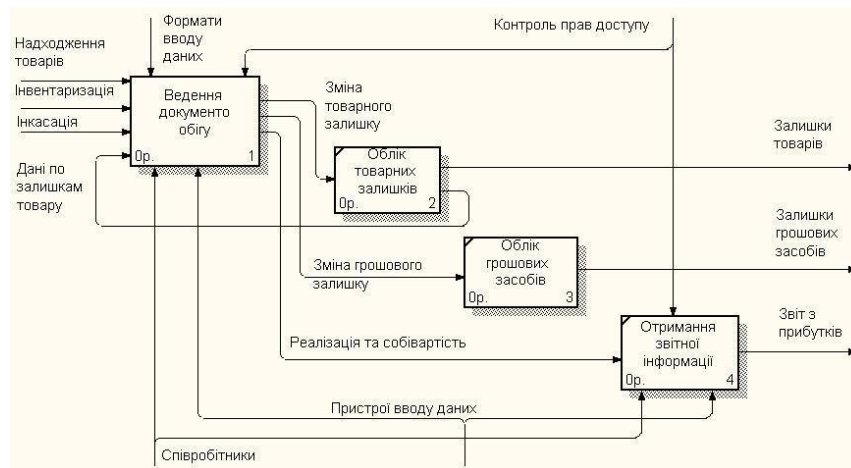 Формати
вводу
даних
Контроль прав доступу
Надходження
товарів
Інвентаризація
Інкасація
Дані по
залишкам
товару
Ведення
документо
обігу
0р. 1
Зміна
товарного
залишку
Облік
товарних
залишків
0р. 2
Залишки
товарів
Зміна грошового
залишку
Облік
грошових
засобів
0р. 3
Залишки
грошових
засобів
Реалізація та собівартість
Отримання
звітної
інформації
0р. 4
Звіт з
прибутків
Пристрої вводу даних
Співробітники